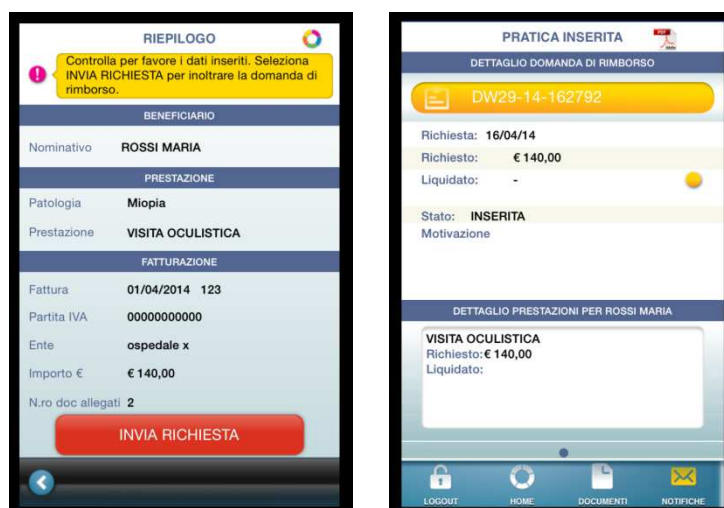 RIEPILOGO
Controlla per favore i dati inseriti. Seleziona
INVIA RICHIESTA per inoltrare la domanda di
rimborso.
BENEFICIARIO
Nominativo ROSSI MARIA
PRESTAZIONE
Patologia Miopia
Prestazione VISITA OCULISTICA
FATTURAZIONE
Fattura 01/04/2014 123
Partita IVA 00000000000
Ente ospedale x
Importo € € 140,00
N.ro doc allegati 2
INVIA RICHIESTA
PRATICA INSERITA
PDF
DETTAGLIO DOMANDA DI RIMBORSO
DW29-14-162792
Richiesta: 16/04/14
Richiesto: € 140,00
Liquidato: -
Stato: INSERITA
Motivazione
DETTAGLIO PRESTAZIONI PER ROSSI MARIA
VISITA OCULISTICA
Richiesto: € 140,00
Liquidato:
LOGOUT HOME DOCUMENTI NOTIFICHE